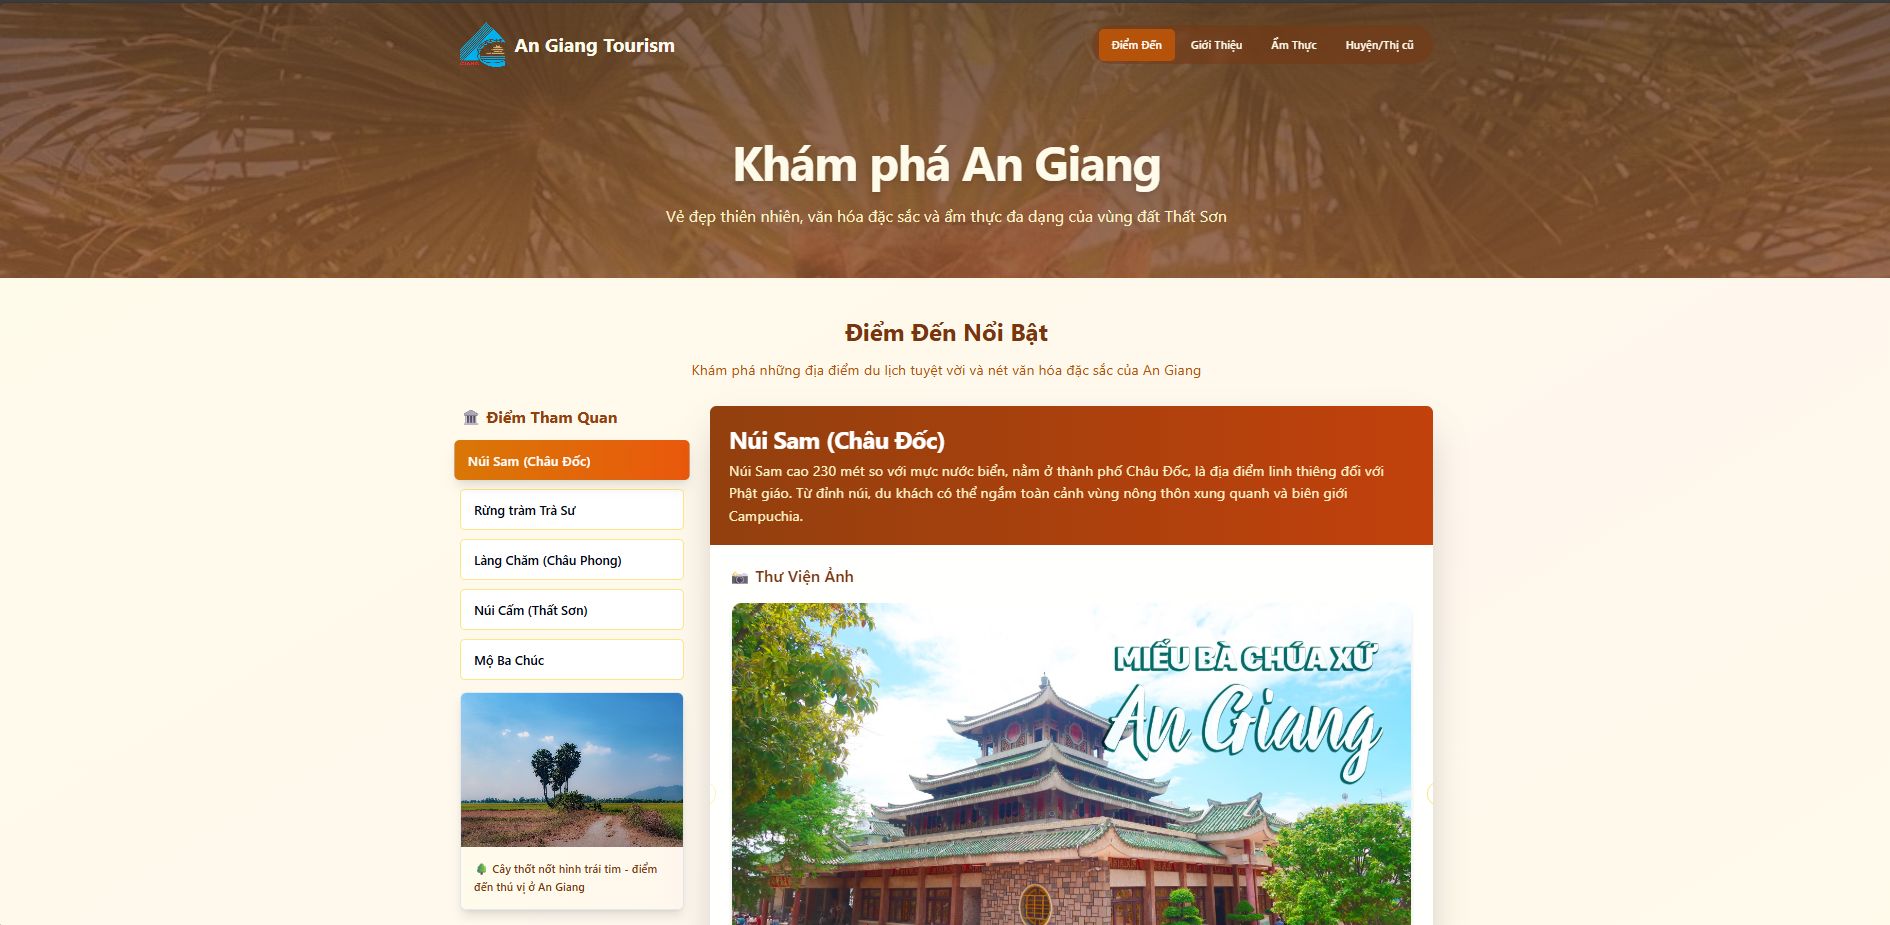 An Giang Tourism
Điểm Đến
Giới Thiệu
Ẩm Thực
Huyện/Thị cũ
Khám phá An Giang
Vẻ đẹp thiên nhiên, văn hóa đặc sắc và ẩm thực đa dạng của vùng đất Thất Sơn
Điểm Đến Nổi Bật
Khám phá những địa điểm du lịch tuyệt vời và nét văn hóa đặc sắc của An Giang
Điểm Tham Quan
Núi Sam (Châu Đốc)
Rừng tràm Trà Sư
Làng Chăm (Châu Phong)
Núi Cấm (Thất Sơn)
Mộ Ba Chúc
Cây thốt nốt hình trái tim - điểm
đến thú vị ở An Giang
Núi Sam (Châu Đốc)
Núi Sam cao 230 mét so với mực nước biển, nằm ở thành phố Châu Đốc, là địa điểm linh thiêng đối với
Phật giáo. Từ đỉnh núi, du khách có thể ngắm toàn cảnh vùng nông thôn xung quanh và biên giới
Campuchia.
Thư Viện Ảnh
MIẾU BÀ CHÚA XỨ
An Giang